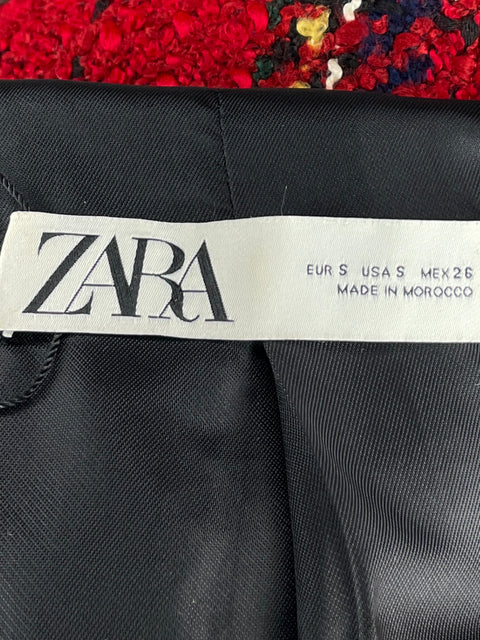 ZARA
EUR S USA S MEX 26
MADE IN MOROCCO